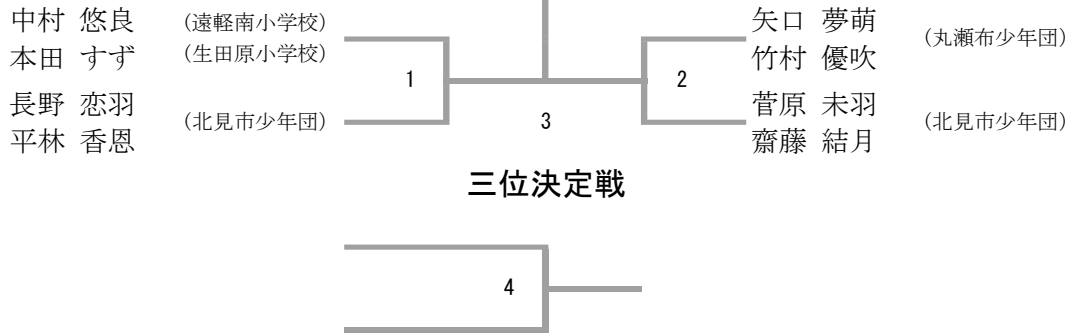 中村 悠良 (遠軽南小学校)
本田 すず (生田原小学校)
1
長野 恋羽
平林 香恩
(北見市少年団)
3
矢口 夢萌
竹村 優吹
(丸瀬布少年団)
2
菅原 未羽
齋藤 結月
(北見市少年団)
三位決定戦
4